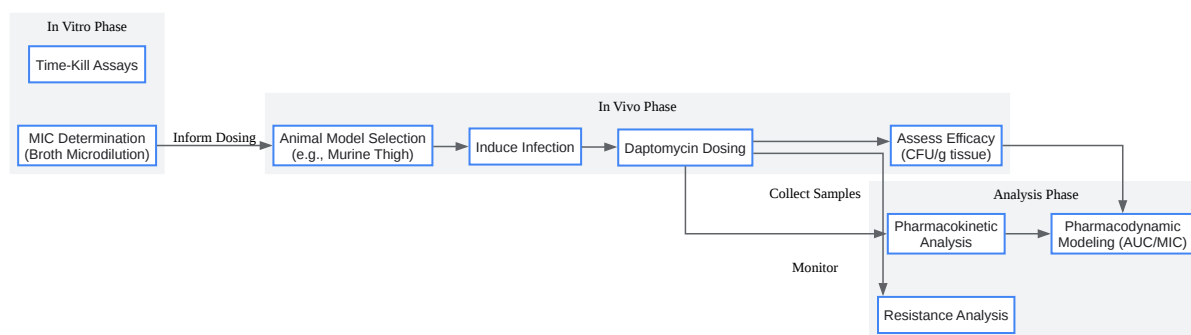 In Vitro Phase
Time-Kill Assays
MIC Determination
(Broth Microdilution)
Inform Dosing
In Vivo Phase
Animal Model Selection
(e.g., Murine Thigh)
Induce Infection
Daptomycin Dosing
Assess Efficacy
(CFU/g tissue)
Collect Samples
Monitor
Analysis Phase
Pharmacokinetic
Analysis
Pharmacodynamic
Modeling (AUC/MIC)
Resistance Analysis